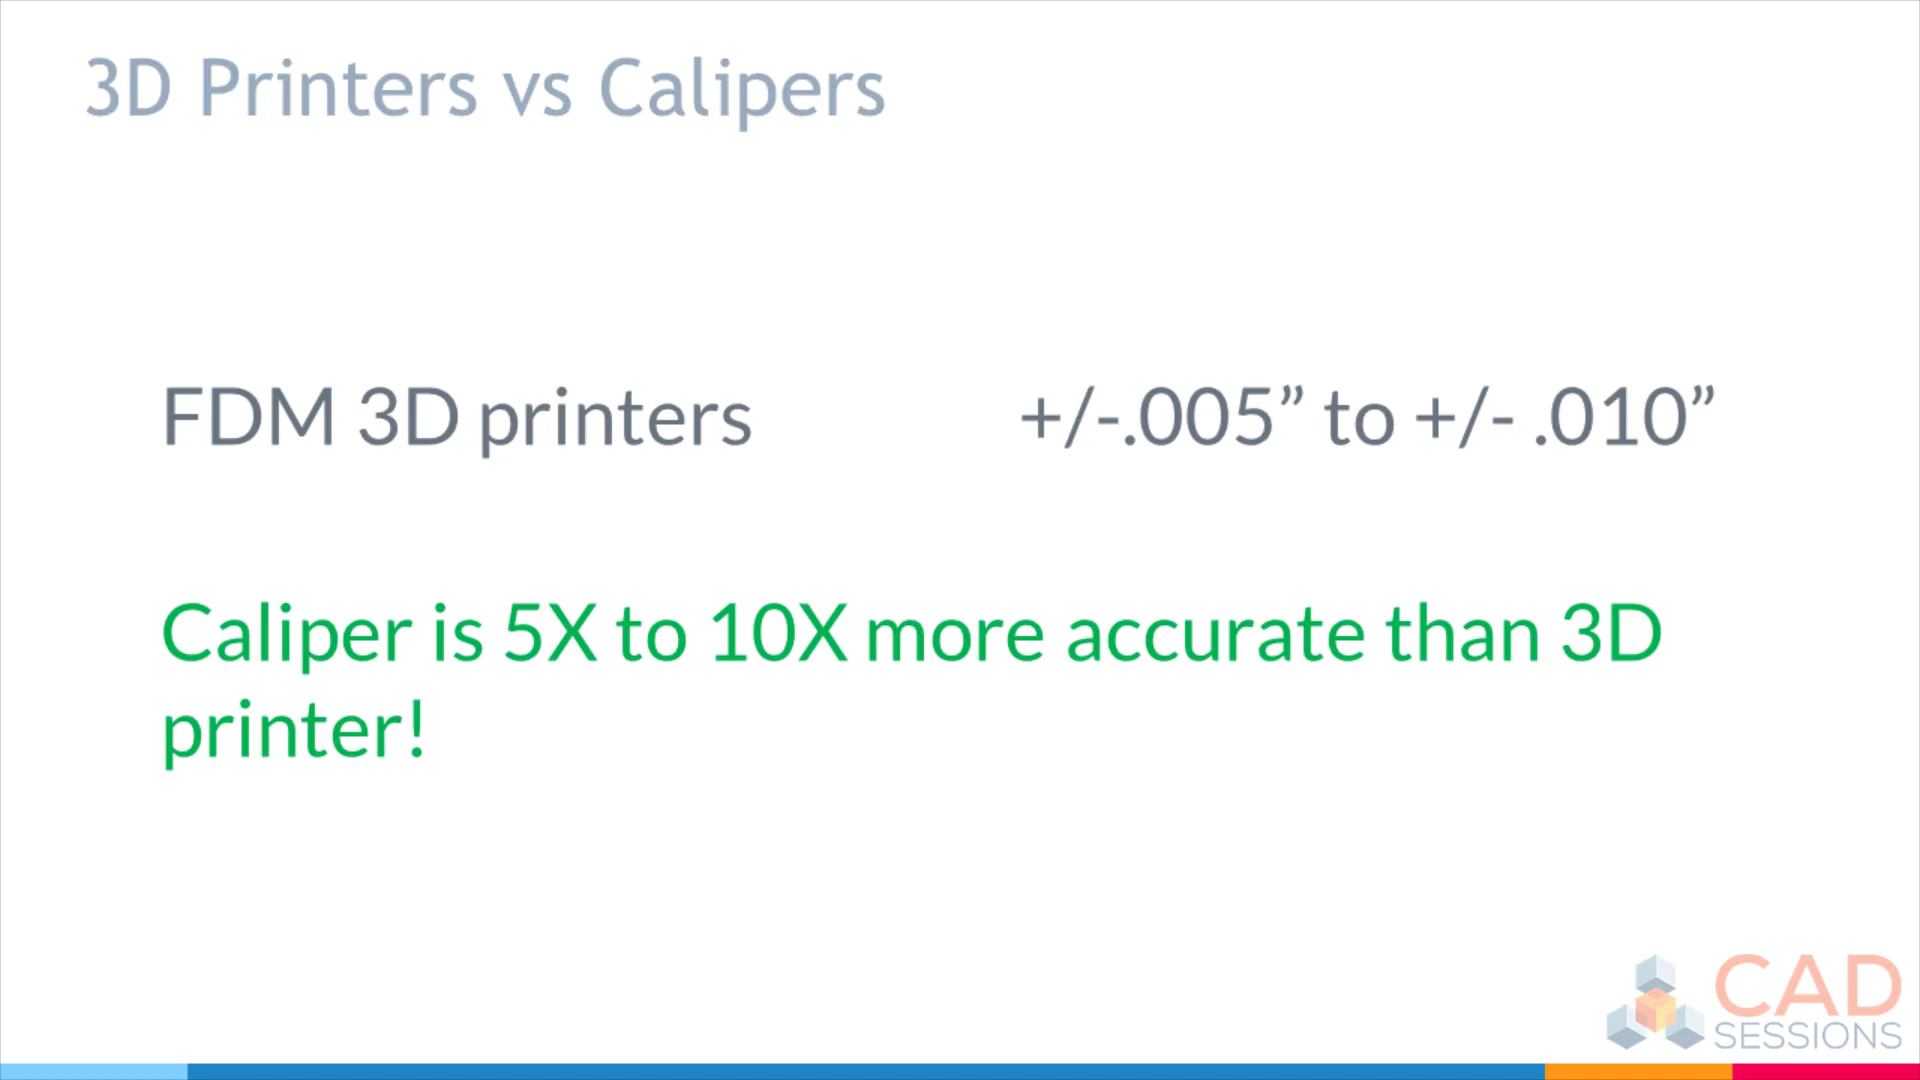 3D Printers vs Calipers
FDM 3D printers +/-.005” to +/- .010”
Caliper is 5X to 10X more accurate than 3D
printer!
CAD
SESSIONS